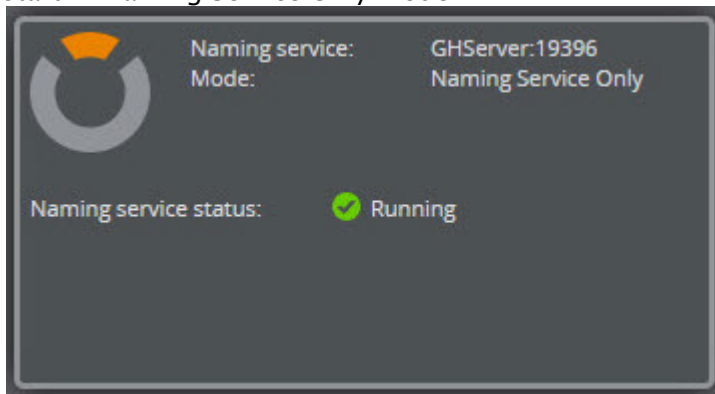 Naming service: GHServer:19396
Mode: Naming Service Only
Naming service status: Running